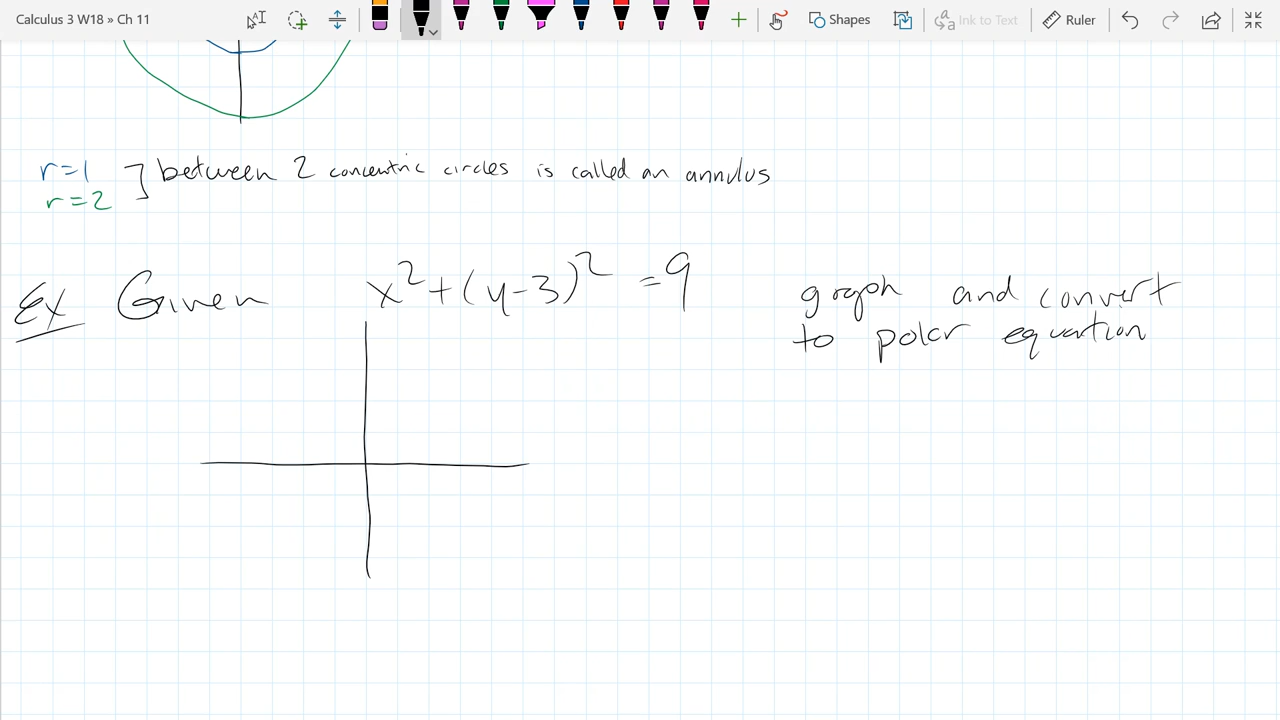 Calculus 3 W18 » Ch 11
Shapes
Ink to Text
Ruler
r=1
r=2
] between 2 concentric circles is called an annulus
Ex Given x²+(y-3)² =9
graph and convert
to polar equation